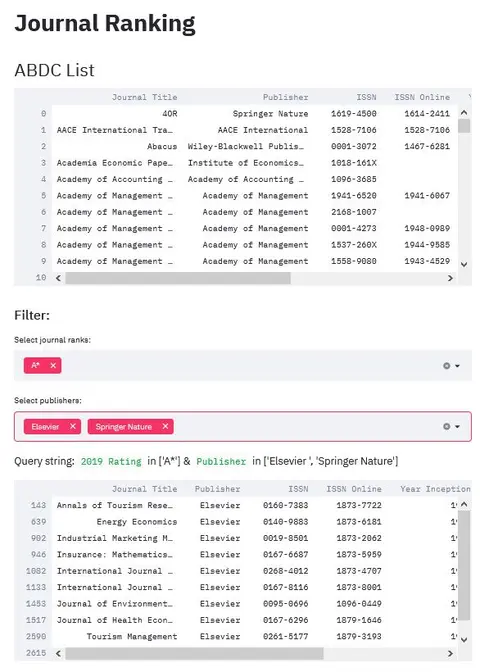 Journal Ranking
ABDC List
Journal Title Publisher ISSN ISSN Online
0 4OR Springer Nature 1619-4500 1614-2411
1 AACE International Tra… AACE International 1528-7106 1528-7106
2 Abacus Wiley-Blackwell Publis… 0001-3072 1467-6281
3 Academia Economic Pape… Institute of Economics… 1018-161X
4 Academy of Accounting … Academy of Accounting … 1096-3685
5 Academy of Management … Academy of Management 1941-6520 1941-6067
6 Academy of Management … Academy of Management 2168-1007
7 Academy of Management … Academy of Management 0001-4273 1948-0989
8 Academy of Management … Academy of Management 1537-260X 1944-9585
9 Academy of Management … Academy of Management 1558-9080 1943-4529
10
Filter:
Select journal ranks:
A* ×
Select publishers:
Elsevier × Springer Nature ×
Query string: 2019 Rating in ['A*'] & Publisher in ['Elsevier ', 'Springer Nature']
Journal Title Publisher ISSN ISSN Online Year Inception
143 Annals of Tourism Rese… Elsevier 0160-7383 1873-7722
639 Energy Economics Elsevier 0140-9883 1873-6181
902 Industrial Marketing M… Elsevier 0019-8501 1873-2062
946 Insurance: Mathematics… Elsevier 0167-6687 1873-5959
1082 International Journal … Elsevier 0268-4012 1873-4707
1133 International Journal … Elsevier 0167-8116 1873-8001
1453 Journal of Environment… Elsevier 0095-0696 1096-0449
1517 Journal of Health Econ… Elsevier 0167-6296 1879-1646
2590 Tourism Management Elsevier 0261-5177 1879-3193
2615